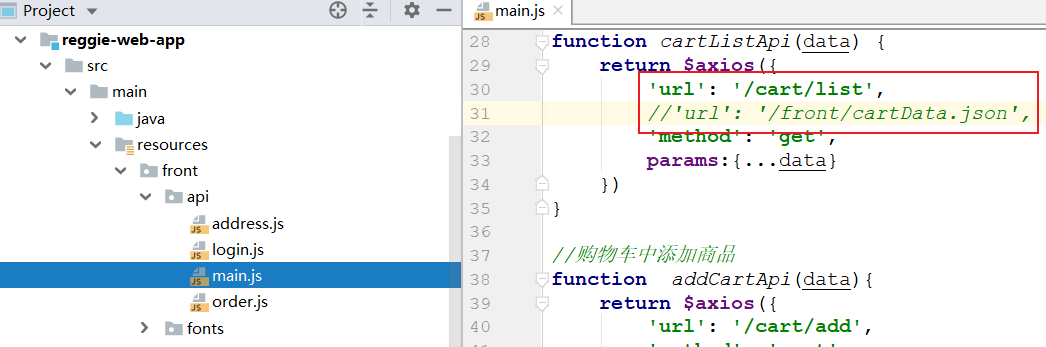 Project
reggie-web-app
src
main
java
resources
front
api
address.js
login.js
main.js
order.js
fonts
main.js
28 function cartListApi(data) {
29 return $axios({
30 'url': '/cart/list',
31 //'url': '/front/cartData.json',
32 'method': 'get',
33 params:{...data}
34 })
35 }
36
37 //购物车中添加商品
38 function addCartApi(data){
39 return $axios({
40 'url': '/cart/add',